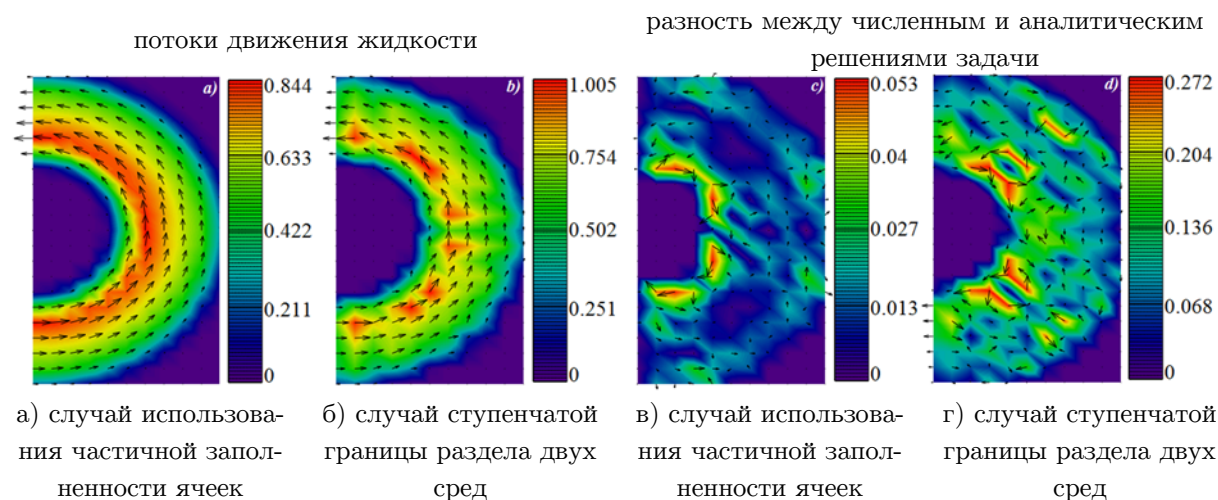 потоки движения жидкости
разность между численным и аналитическим
решениями задачи
a)
0.844
0.633
0.422
0.211
0
b)
1.005
0.754
0.502
0.251
0
c)
0.053
0.04
0.027
0.013
0
d)
0.272
0.204
0.136
0.068
0
а) случай использова-
ния частичной запол-
ненности ячеек
б) случай ступенчатой
границы раздела двух
сред
в) случай использова-
ния частичной запол-
ненности ячеек
г) случай ступенчатой
границы раздела двух
сред